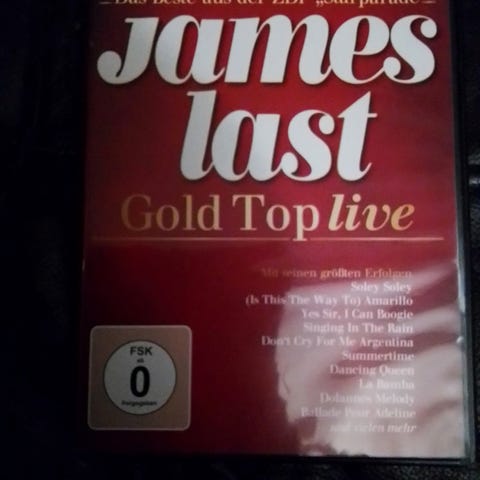 Das Beste aus der ZDF „Starparade“
James
last
Gold Top live
Mit seinen größten Erfolgen
Soley Soley
(Is This The Way To) Amarillo
Yes Sir, I Can Boogie
Singing In The Rain
Don't Cry For Me Argentina
Summertime
Dancing Queen
La Bamba
Dolannes Melody
Ballade Pour Adeline
und vielen mehr
FSK
ab
0
freigegeben